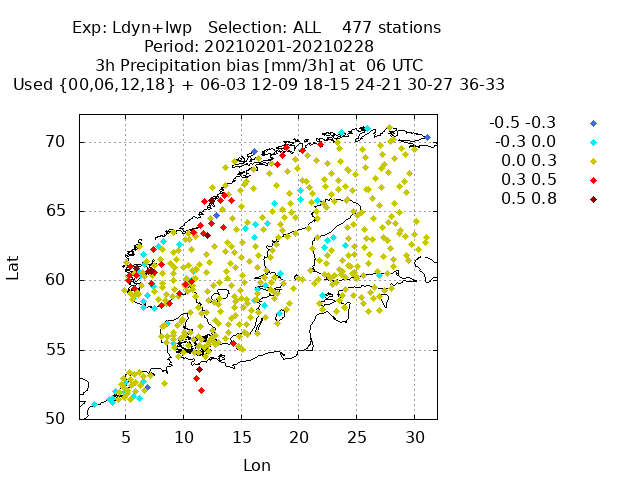 Exp: Ldyn+lwp   Selection: ALL    477 stations
Period: 20210201-20210228
3h Precipitation bias [mm/3h] at  06 UTC
Used {00,06,12,18} + 06-03 12-09 18-15 24-21 30-27 36-33
-0.5 -0.3
-0.3 0.0
0.0 0.3
0.3 0.5
0.5 0.8
70
65
60
55
50
Lat
5 10 15 20 25 30
Lon